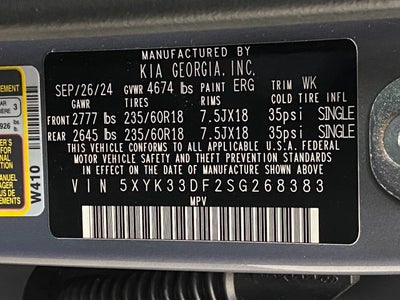 MANUFACTURED BY
KIA GEORGIA, INC.
SEP/26/24 GVWR 4674 lbs PAINT ERG TRIM WK
GAWR TIRES RIMS COLD TIRE INFL
FRONT 2777 lbs 235/60R18 7.5JX18 35psi SINGLE
REAR 2645 lbs 235/60R18 7.5JX18 35psi SINGLE
THIS VEHICLE CONFORMS TO ALL APPLICABLE U.S.A. FEDERAL
MOTOR VEHICLE SAFETY AND THEFT PREVENTION STANDARDS
IN EFFECT ON THE DATE OF MANUFACTURE SHOWN ABOVE.
VIN 5XYK33DF2SG268383
MPV
W410
3
926 lbs